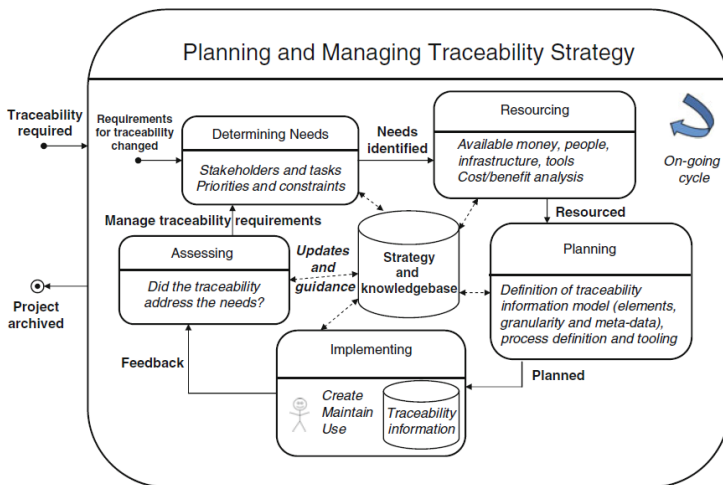 Planning and Managing Traceability Strategy
Traceability
required
Requirements
for traceability
changed
Determining Needs
Stakeholders and tasks
Priorities and constraints
Needs
identified
Resourcing
Available money, people,
infrastructure, tools
Cost/benefit analysis
On-going
cycle
Resourced
Manage traceability requirements
Assessing
Did the traceability
address the needs?
Updates
and
guidance
Strategy
and
knowledgebase
Planning
Definition of traceability
information model (elements,
granularity and meta-data),
process definition and tooling
Project
archived
Feedback
Implementing
Create
Maintain
Use
Traceability
information
Planned